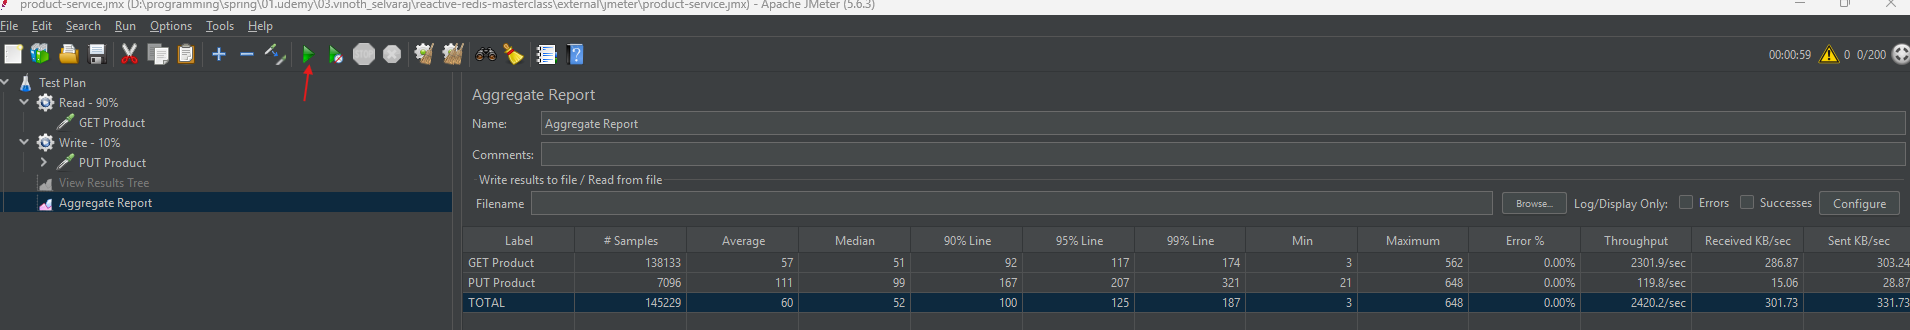 product-service.jmx (D:\programming\spring\01.udemy\03.vinoth_selvaraj\reactive-redis-masterclass\external\jmeter\product-service.jmx) - Apache JMeter (5.6.3)
File Edit Search Run Options Tools Help
00:00:59 0 0/200
Test Plan
Read - 90%
GET Product
Write - 10%
PUT Product
View Results Tree
Aggregate Report
Aggregate Report
Name: Aggregate Report
Comments:
Write results to file / Read from file
Filename Browse... Log/Display Only: Errors Successes Configure
Label # Samples Average Median 90% Line 95% Line 99% Line Min Maximum Error % Throughput Received KB/sec Sent KB/sec
GET Product 138133 57 51 92 117 174 3 562 0.00% 2301.9/sec 286.87 303.24
PUT Product 7096 111 99 167 207 321 21 648 0.00% 119.8/sec 15.06 28.87
TOTAL 145229 60 52 100 125 187 3 648 0.00% 2420.2/sec 301.73 331.73